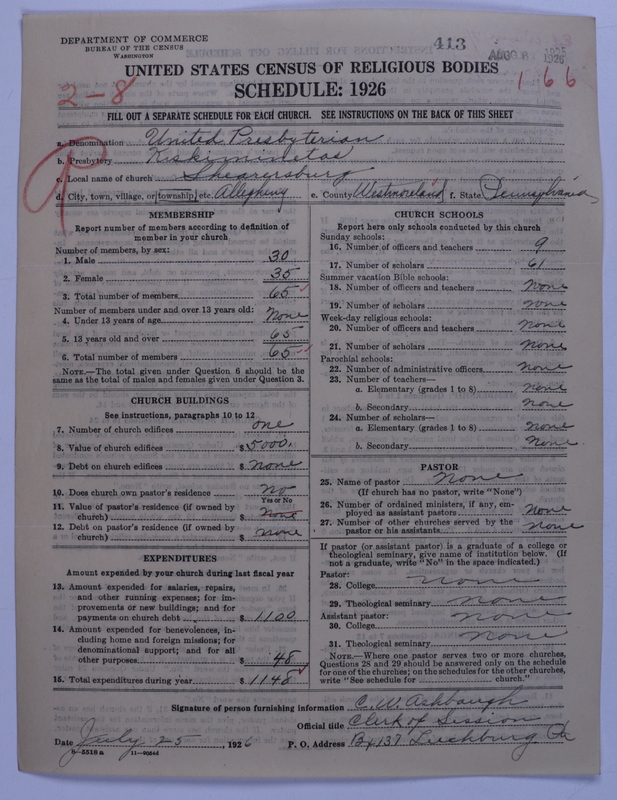 DEPARTMENT OF COMMERCE
BUREAU OF THE CENSUS
WASHINGTON
413
AUG 6 1926
UNITED STATES CENSUS OF RELIGIOUS BODIES
2-8
SCHEDULE: 1926
1 6 6
FILL OUT A SEPARATE SCHEDULE FOR EACH CHURCH. SEE INSTRUCTIONS ON THE BACK OF THIS SHEET
a. Denomination United Presbyterian
b. Presbytery Kiskiminetas
c. Local name of church Shearersburg
d. City, town, village, or township, etc. Allegheny e. County Westmoreland f. State Pennsylvania
MEMBERSHIP
Report number of members according to definition of member in your church
Number of members, by sex:
1. Male 30
2. Female 35
3. Total number of members 65
Number of members under and over 13 years old:
4. Under 13 years of age None
5. 13 years old and over 65
6. Total number of members 65
NOTE.—The total given under Question 6 should be the same as the total of males and females given under Question 3.
CHURCH BUILDINGS
See instructions, paragraphs 10 to 12
7. Number of church edifices one
8. Value of church edifices $5000.
9. Debt on church edifices $None
10. Does church own pastor's residence No
Yes or No
11. Value of pastor's residence (if owned by church) $None
12. Debt on pastor's residence (if owned by church) $none
EXPENDITURES
Amount expended by your church during last fiscal year
13. Amount expended for salaries, repairs, and other running expenses; for improvements or new buildings; and for payments on church debt $1100
14. Amount expended for benevolences, including home and foreign missions; for denominational support; and for all other purposes $48
15. Total expenditures during year $1148
CHURCH SCHOOLS
Report here only schools conducted by this church
Sunday schools:
16. Number of officers and teachers 9
17. Number of scholars 61
Summer vacation Bible schools:
18. Number of officers and teachers None
19. Number of scholars none
Week-day religious schools:
20. Number of officers and teachers None
21. Number of scholars None
Parochial schools:
22. Number of administrative officers None
23. Number of teachers—
a. Elementary (grades 1 to 8) None
b. Secondary None
24. Number of scholars—
a. Elementary (grades 1 to 8) None
b. Secondary None
PASTOR
25. Name of pastor None
(If church has no pastor, write "None")
26. Number of ordained ministers, if any, employed as assistant pastors None
27. Number of other churches served by the pastor or his assistants None
If pastor (or assistant pastor) is a graduate of a college or theological seminary, give name of institution below. (If not a graduate, write "No" in the space indicated.)
Pastor:
28. College none
29. Theological seminary none
Assistant pastor:
30. College none
31. Theological seminary none
NOTE.—Where one pastor serves two or more churches, Questions 28 and 29 should be answered only on the schedule for one of the churches; on the schedules for the other churches, write "See schedule for church."
Signature of person furnishing information C. W. Ashbaugh
Official title Clerk of Session
Date July 25, 1926 P. O. Address Bx 137 Leechburg Pa
8—5518a 11—9864d